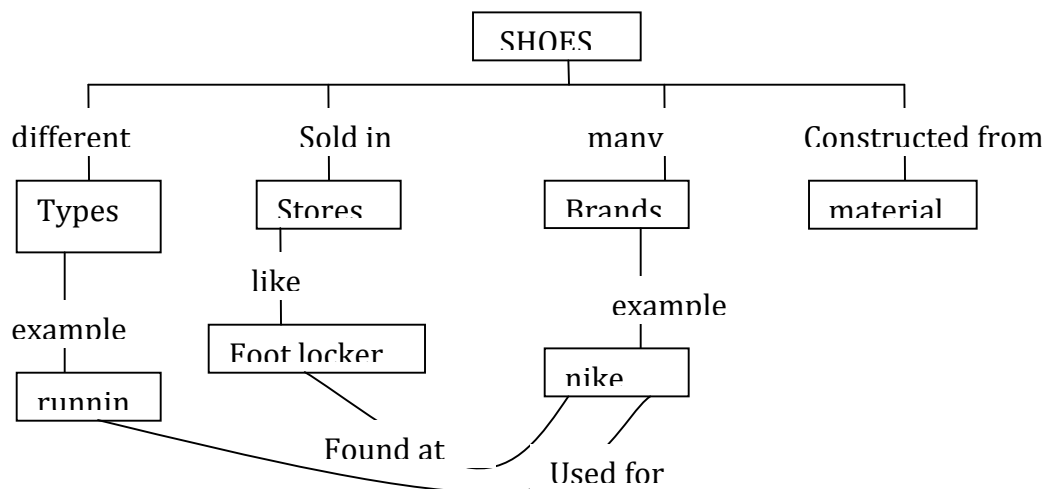 SHOES
different
Sold in
many
Constructed from
Types
Stores
Brands
material
like
example
example
Foot locker
nike
runnin
Found at
Used for